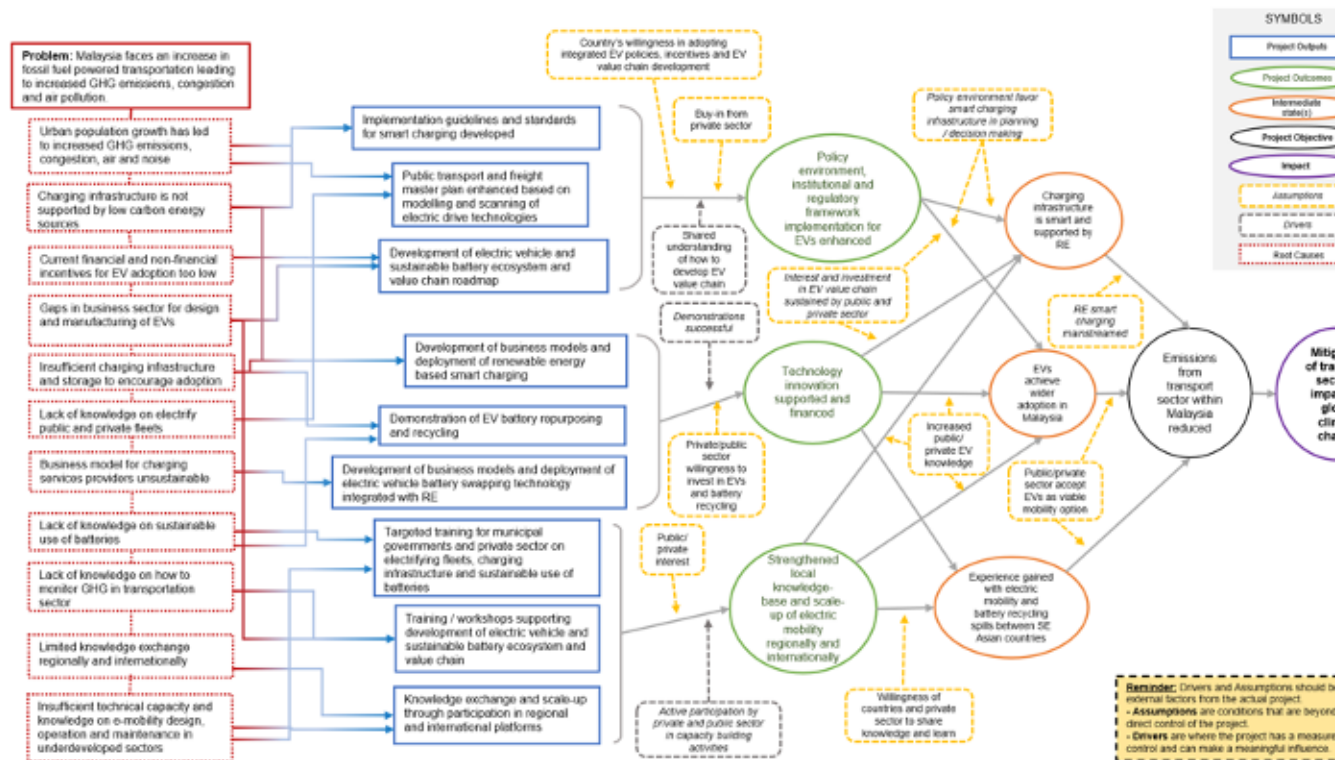 Problem: Malaysia faces an increase in
fossil fuel powered transportation leading
to increased GHG emissions, congestion
and air pollution.
Urban population growth has led
to increased GHG emissions,
congestion, air and noise
Charging infrastructure is not
supported by low carbon energy
sources
Current financial and non-financial
incentives for EV adoption too low
Gaps in business sector for design
and manufacturing of EVs
Insufficient charging infrastructure
and storage to encourage adoption
Lack of knowledge on electrify
public and private fleets
Business model for charging
services providers unsustainable
Lack of knowledge on sustainable
use of batteries
Lack of knowledge on how to
monitor GHG in transportation
sector
Limited knowledge exchange
regionally and internationally
Insufficient technical capacity and
knowledge on e-mobility design,
operation and maintenance in
underdeveloped sectors
Implementation guidelines and standards
for smart charging developed
Public transport and freight
master plan enhanced based on
modelling and scanning of
electric drive technologies
Development of electric vehicle and
sustainable battery ecosystem and
value chain roadmap
Development of business models and
deployment of renewable energy
based smart charging
Demonstration of EV battery repurposing
and recycling
Development of business models and deployment of
electric vehicle battery swapping technology
integrated with RE
Targeted training for municipal
governments and private sector on
electrifying fleets, charging
infrastructure and sustainable use of
batteries
Training / workshops supporting
development of electric vehicle and
sustainable battery ecosystem and
value chain
Knowledge exchange and scale-up
through participation in regional
and international platforms
Country's willingness in adopting
integrated EV policies, incentives and EV
value chain development
Buy-in from
private sector
Shared
understanding
of how to
develop EV
value chain
Demonstrations
successful
Private/public
sector
willingness to
invest in EVs
and battery
recycling
Public/
private
interest
Active participation by
private and public sector
in capacity building
activities
Policy
environment,
institutional and
regulatory
framework
implementation for
EVs enhanced
Technology
innovation
supported and
financed
Strengthened
local
knowledge-
base and scale-
up of electric
mobility
regionally and
internationally
Policy environment favor
smart charging
infrastructure in planning
/ decision making
Interest and investment
in EV value chain
sustained by public and
private sector
Increased
public/
private EV
knowledge
Willingness of
countries and private
sector to share
knowledge and learn
Charging
infrastructure
is smart and
supported by
RE
EVs
achieve
wider
adoption in
Malaysia
Experience gained
with electric
mobility and
battery recycling
spills between SE
Asian countries
RE smart
charging
mainstreamed
Public/private
sector accept
EVs as viable
mobility option
Emissions
from
transport
sector within
Malaysia
reduced
SYMBOLS
Project Outputs
Project Outcomes
Intermediate
state(s)
Project Objective
Impact
Assumptions
Drivers
Root Causes
Reminder: Drivers and Assumptions should be
external factors from the actual project.
- Assumptions are conditions that are beyond
direct control of the project.
- Drivers are where the project has a measure
control and can make a meaningful influence.